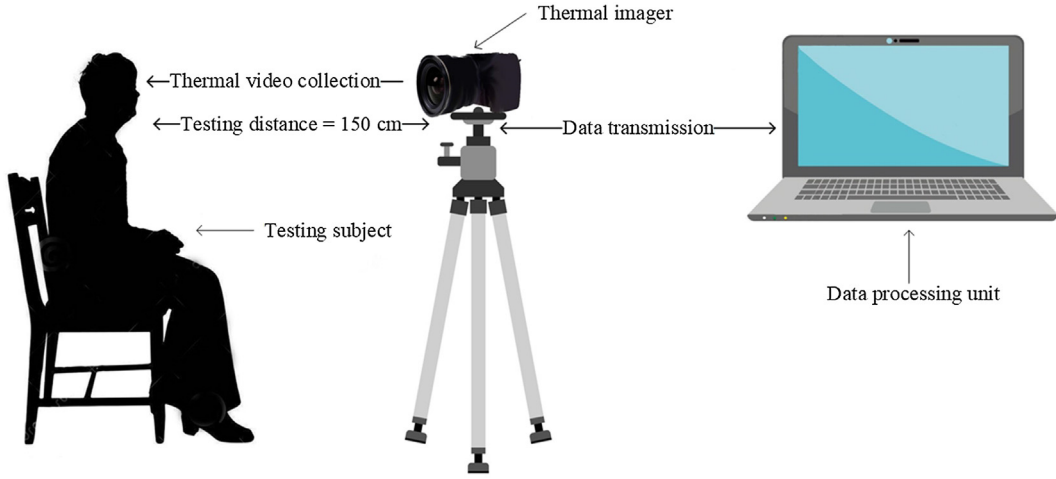 Thermal imager
Thermal video collection
Testing distance = 150 cm
Data transmission
Testing subject
Data processing unit